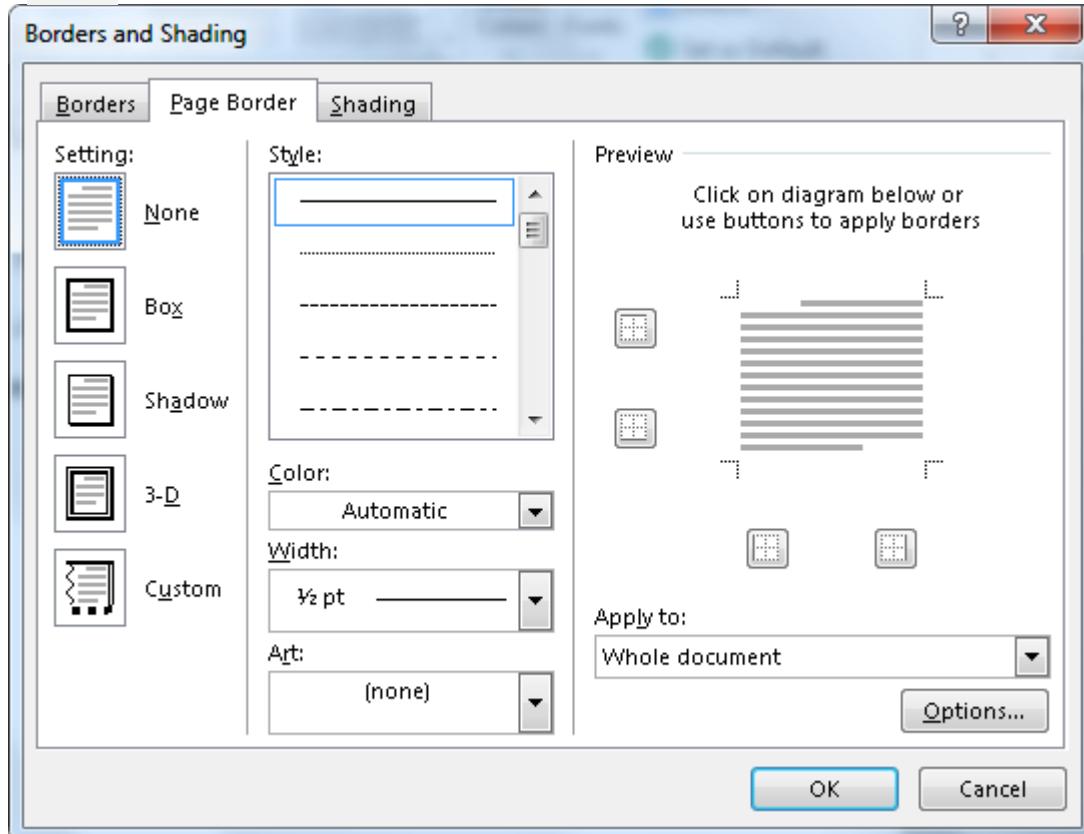 Borders and Shading
Borders
Page Border
Shading
Setting:
None
Box
Shadow
3-D
Custom
Style:
Color:
Automatic
Width:
½ pt
Art:
(none)
Preview
Click on diagram below or
use buttons to apply borders
Apply to:
Whole document
Options...
OK
Cancel